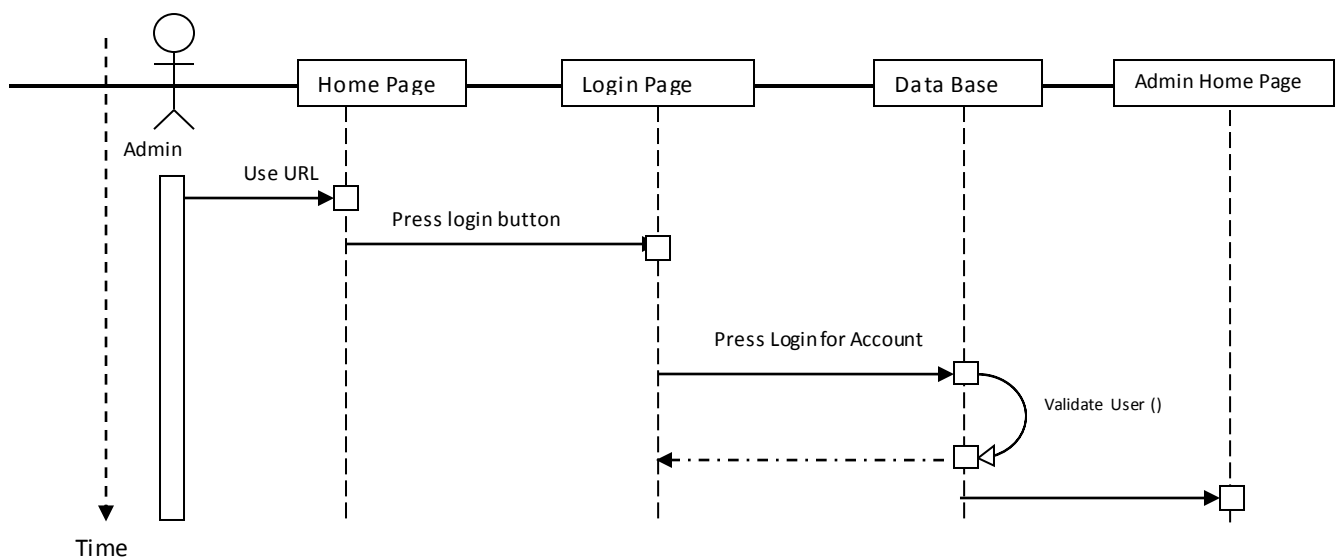 Home Page
Login Page
Data Base
Admin Home Page
Admin
Use URL
Press login button
Press Login for Account
Validate User ()
Time